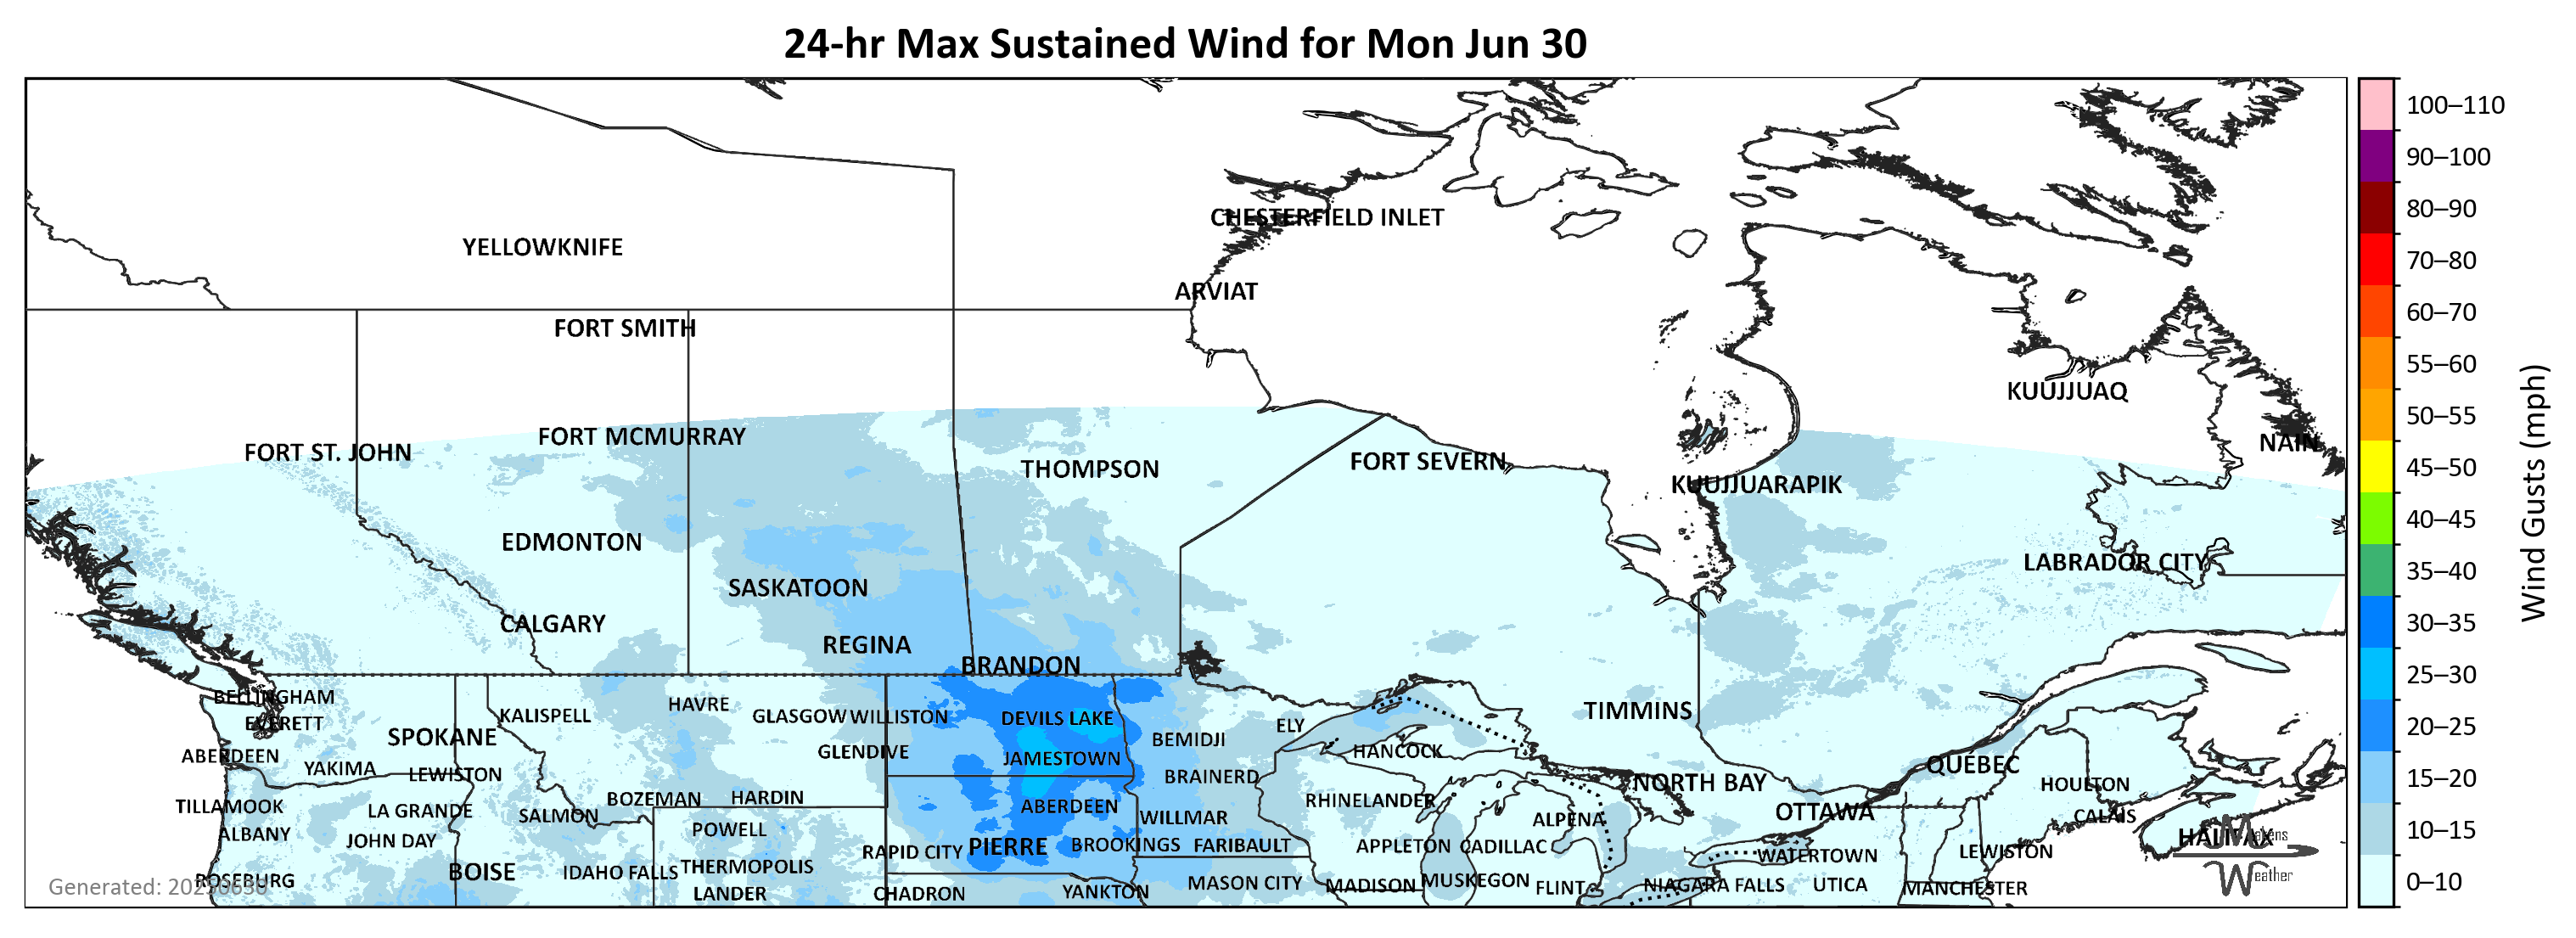 24-hr Max Sustained Wind for Mon Jun 30
CHESTERFIELD INLET
YELLOWKNIFE
ARVIAT
FORT SMITH
KUUJJUAQ
FORT MCMURRAY
NAIN
FORT ST. JOHN
FORT SEVERN
THOMPSON
KUUJJUARAPIK
EDMONTON
LABRADOR CITY
SASKATOON
CALGARY
REGINA
BRANDON
BELLINGHAM
HAVRE
TIMMINS
KALISPELL
GLASGOW WILLISTON
DEVILS LAKE
EVERETT
ELY
SPOKANE
BEMIDJI
GLENDIVE
HANCOCK
ABERDEEN
JAMESTOWN
QUÉBEC
YAKIMA
LEWISTON
BRAINERD
NORTH BAY
HOULTON
BOZEMAN
HARDIN
RHINELANDER
TILLAMOOK
ABERDEEN
LA GRANDE
OTTAWA
SALMON
WILLMAR
CALAIS
ALPENA
POWELL
ALBANY
HALIFAX
JOHN DAY
PIERRE
BROOKINGS
FARIBAULT
APPLETON
CADILLAC
RAPID CITY
LEWISTON
WATERTOWN
THERMOPOLIS
BOISE
IDAHO FALLS
ROSEBURG
MUSKEGON
MASON CITY
MADISON
NIAGARA FALLS
UTICA
FLINT
MANCHESTER
LANDER
CHADRON
YANKTON
Generated: 20250630
Makens
Weather
100–110
90–100
80–90
70–80
60–70
55–60
50–55
45–50
40–45
35–40
30–35
25–30
20–25
15–20
10–15
0–10
Wind Gusts (mph)